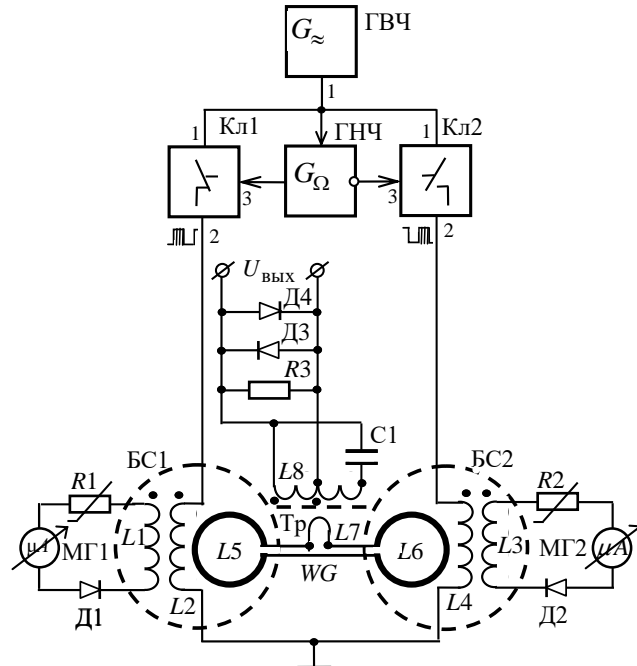 G≈ ГВЧ
1
1 Кл1 ГНЧ 1 Кл2
GΩ
3 3
2 2
Uвых
Д4
Д3
R3
C1
БС1 L8 БС2
R1 R2
L1 Тр L7 L3
μA МГ1 L5 L6 МГ2 μA
WG
Д1 L2 L4 Д2